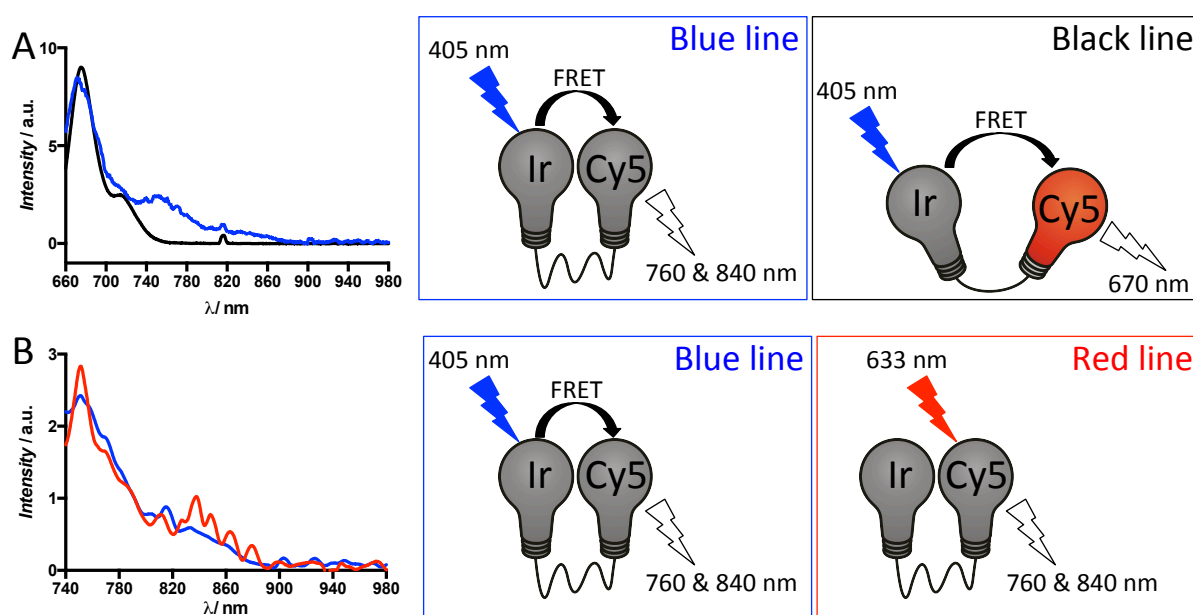 A
Intensity / a.u.
10
5
0
660 700 740 780 820 860 900 940 980
λ/ nm
Blue line
405 nm
FRET
Ir
Cy5
760 & 840 nm
Black line
405 nm
FRET
Ir
Cy5
670 nm
B
Intensity / a.u.
3
2
1
0
740 780 820 860 900 940 980
λ/ nm
Blue line
405 nm
FRET
Ir
Cy5
760 & 840 nm
Red line
633 nm
Ir
Cy5
760 & 840 nm